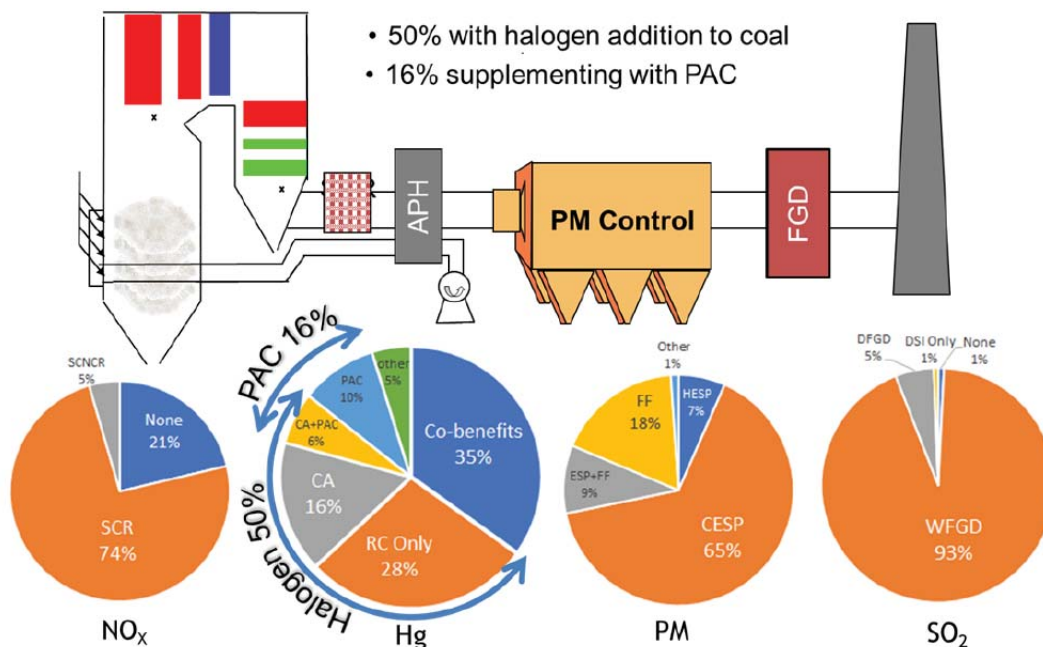 • 50% with halogen addition to coal
• 16% supplementing with PAC
APH
PM Control
FGD
SCNCR
5%
None
21%
SCR
74%
NOX
PAC 16%
Halogen 50%
other
5%
PAC
10%
CA+PAC
6%
CA
16%
Co-benefits
35%
RC Only
28%
Hg
Other
1%
HESP
7%
FF
18%
ESP+FF
9%
CESP
65%
PM
DFGD
5%
DSI Only
1%
None
1%
WFGD
93%
SO2